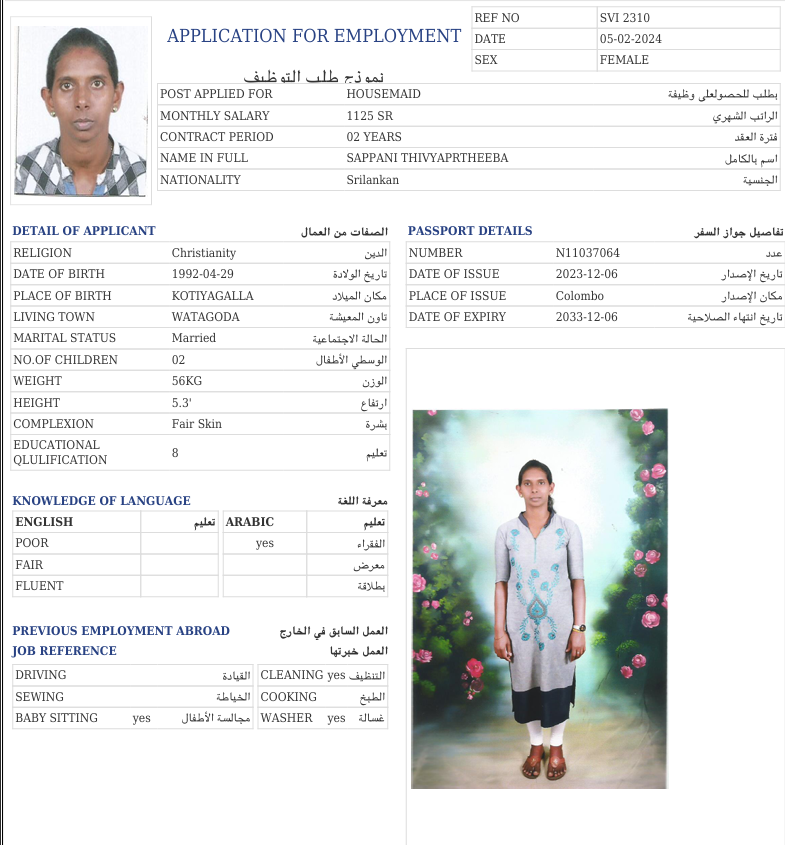 APPLICATION FOR EMPLOYMENT
نموذج طلب التوظيف
REF NO SVI 2310
DATE 05-02-2024
SEX FEMALE
POST APPLIED FOR HOUSEMAID بطلب للحصولعلى وظيفة
MONTHLY SALARY 1125 SR الراتب الشهري
CONTRACT PERIOD 02 YEARS فترة العقد
NAME IN FULL SAPPANI THIVYAPRTHEEBA اسم بالكامل
NATIONALITY Srilankan الجنسية
DETAIL OF APPLICANT الصفات من العمال
RELIGION Christianity الدين
DATE OF BIRTH 1992-04-29 تاريخ الولادة
PLACE OF BIRTH KOTIYAGALLA مكان الميلاد
LIVING TOWN WATAGODA تاون المعيشة
MARITAL STATUS Married الحالة الاجتماعية
NO.OF CHILDREN 02 الوسطي الأطفال
WEIGHT 56KG الوزن
HEIGHT 5.3' ارتفاع
COMPLEXION Fair Skin بشرة
EDUCATIONAL
QLULIFICATION 8 تعليم
PASSPORT DETAILS تفاصيل جواز السفر
NUMBER N11037064 عدد
DATE OF ISSUE 2023-12-06 تاريخ الإصدار
PLACE OF ISSUE Colombo مكان الإصدار
DATE OF EXPIRY 2033-12-06 تاريخ انتهاء الصلاحية
KNOWLEDGE OF LANGUAGE معرفة اللغة
ENGLISH تعليم ARABIC تعليم
POOR yes الفقراء
FAIR معرض
FLUENT بطلاقة
PREVIOUS EMPLOYMENT ABROAD العمل السابق في الخارج
JOB REFERENCE العمل خبرتها
DRIVING القيادة CLEANING yes التنظيف
SEWING الخياطة COOKING الطبخ
BABY SITTING yes مجالسة الأطفال WASHER yes غسالة